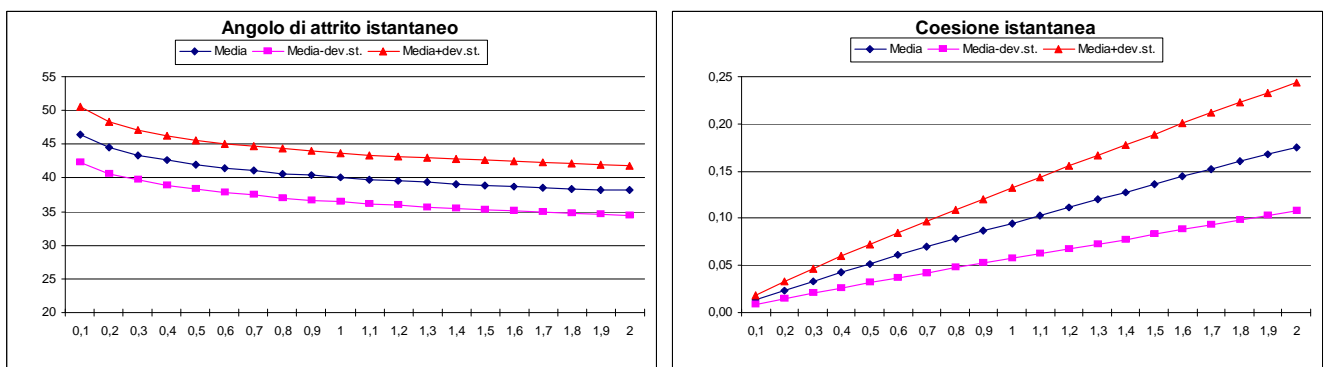 Angolo di attrito istantaneo
Media Media-dev.st. Media+dev.st.
55
50
45
40
35
30
25
20
0,1 0,2 0,3 0,4 0,5 0,6 0,7 0,8 0,9 1 1,1 1,2 1,3 1,4 1,5 1,6 1,7 1,8 1,9 2
Coesione istantanea
Media Media-dev.st. Media+dev.st.
0,25
0,20
0,15
0,10
0,05
0,00
0,1 0,2 0,3 0,4 0,5 0,6 0,7 0,8 0,9 1 1,1 1,2 1,3 1,4 1,5 1,6 1,7 1,8 1,9 2